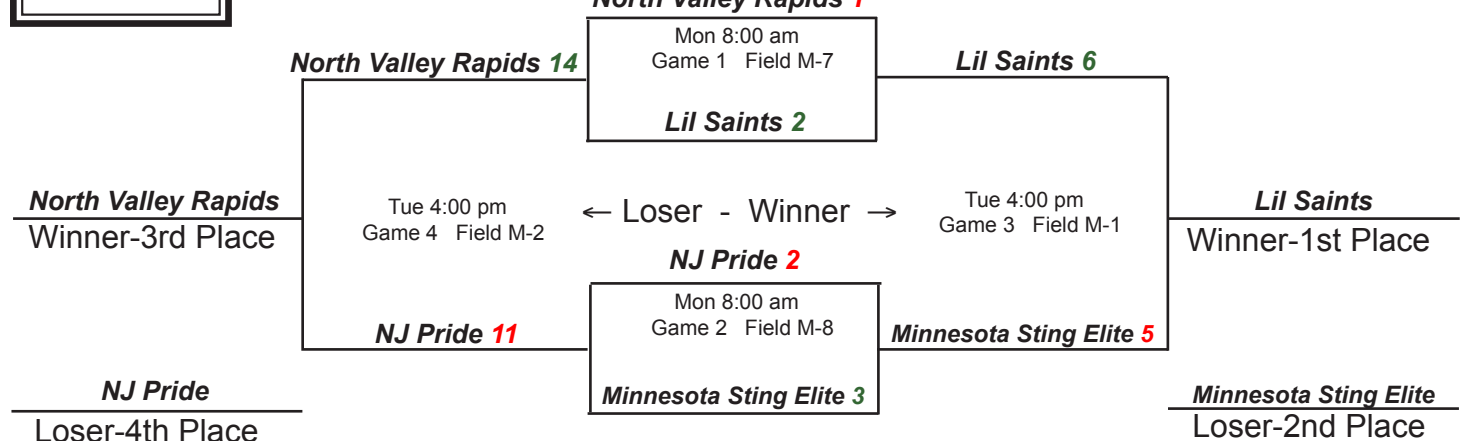 North Valley Rapids 1
Mon 8:00 am
Game 1 Field M-7
North Valley Rapids 14
Lil Saints 6
Lil Saints 2
North Valley Rapids
Winner-3rd Place
Tue 4:00 pm
Game 4 Field M-2
← Loser - Winner →
Tue 4:00 pm
Game 3 Field M-1
Lil Saints
Winner-1st Place
NJ Pride 2
Mon 8:00 am
Game 2 Field M-8
NJ Pride 11
Minnesota Sting Elite 5
Minnesota Sting Elite 3
NJ Pride
Loser-4th Place
Minnesota Sting Elite
Loser-2nd Place